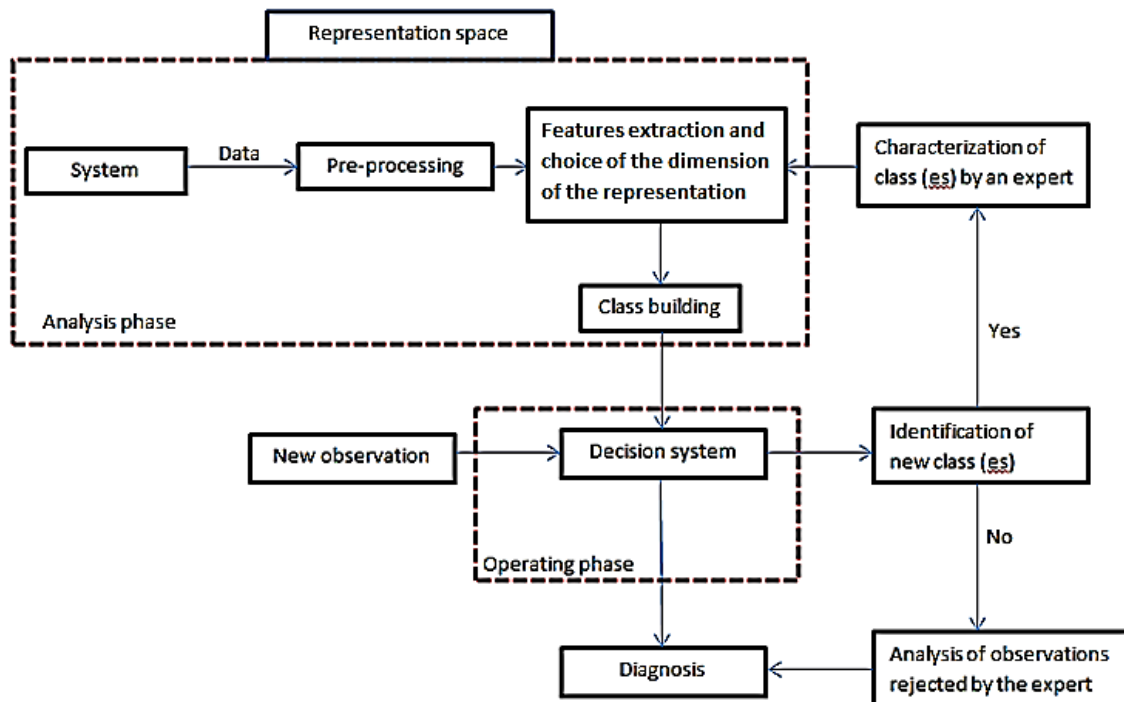 Representation space
System
Data
Pre-processing
Features extraction and
choice of the dimension
of the representation
Characterization of
class (es) by an expert
Class building
Analysis phase
Yes
New observation
Decision system
Identification of
new class (es)
Operating phase
No
Diagnosis
Analysis of observations
rejected by the expert